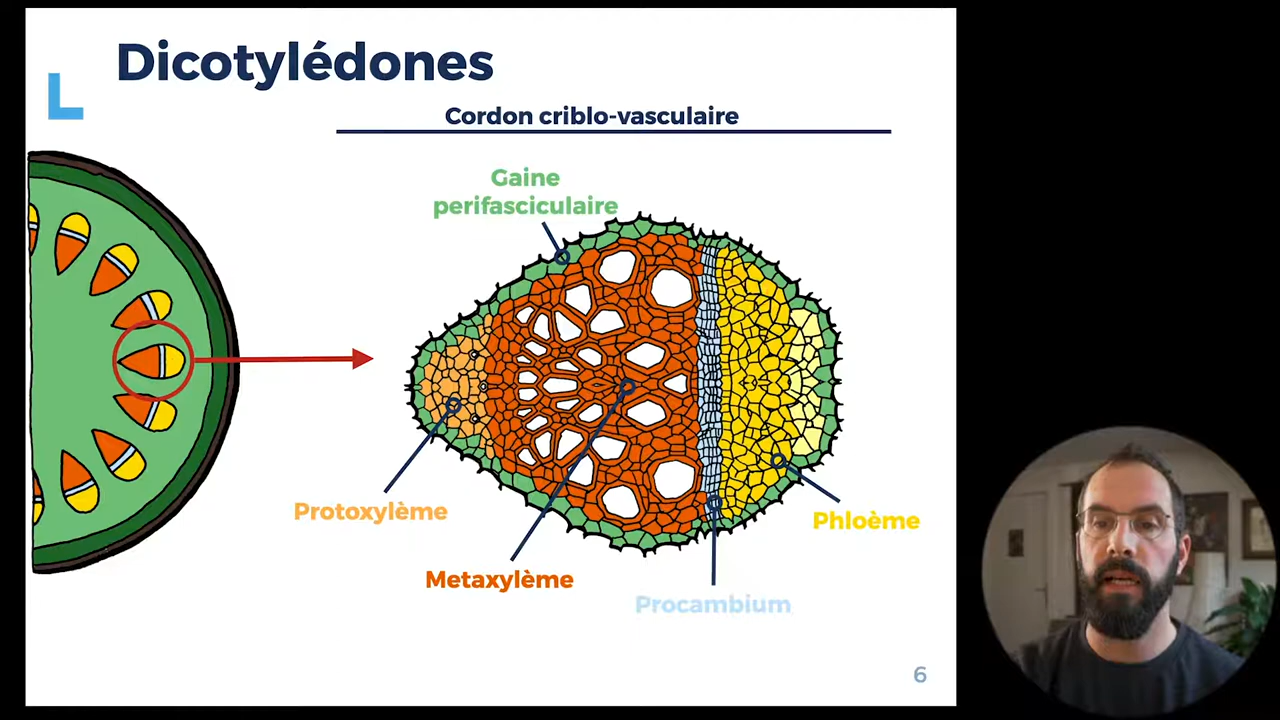 Dicotylédones
Cordon criblo-vasculaire
Gaine
perifasciculaire
Protoxylème
Phloème
Metaxylème
Procambium
6